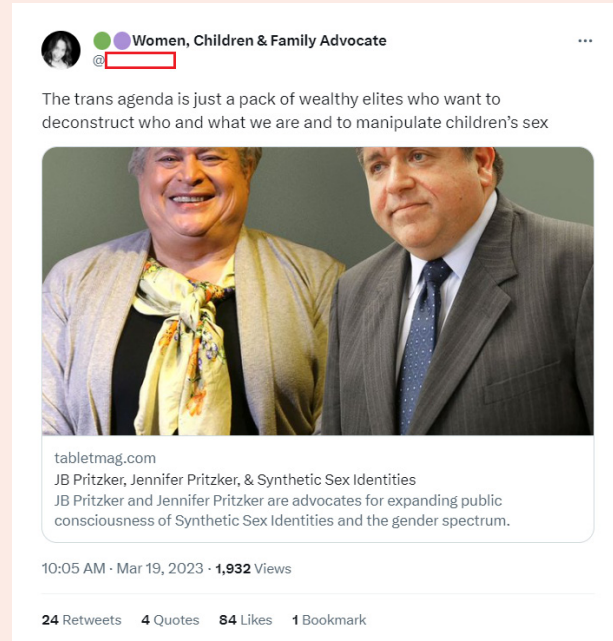 Women, Children & Family Advocate
@
The trans agenda is just a pack of wealthy elites who want to
deconstruct who and what we are and to manipulate children's sex
tabletmag.com
JB Pritzker, Jennifer Pritzker, & Synthetic Sex Identities
JB Pritzker and Jennifer Pritzker are advocates for expanding public
consciousness of Synthetic Sex Identities and the gender spectrum.
10:05 AM · Mar 19, 2023 · 1,932 Views
24 Retweets 4 Quotes 84 Likes 1 Bookmark